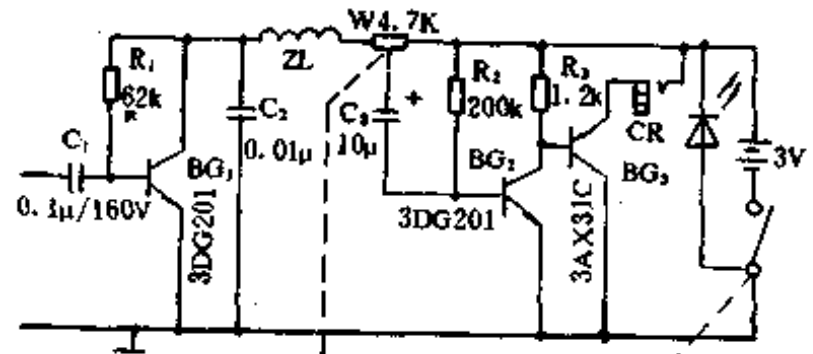 W4.7K
R₁
62k
ZL
C₂
0.01μ
C₃
10μ
+
R₂
200k
R₃
1.2k
CR
3V
C₁
0.1μ/160V
BG₁
3DG201
BG₂
3DG201
BG₃
3AX31C